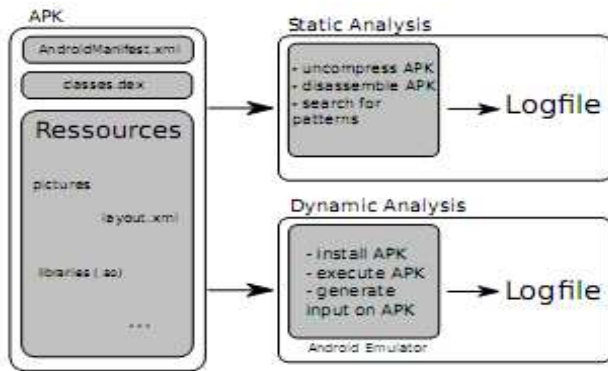 APK
AndroidManifest.xml
classes.dex
Ressources
pictures
layout.xml
libraries (.so)
...
Static Analysis
- uncompress APK
- disassemble APK
- search for
patterns
Logfile
Dynamic Analysis
- install APK
- execute APK
- generate
input on APK
Android Emulator
Logfile